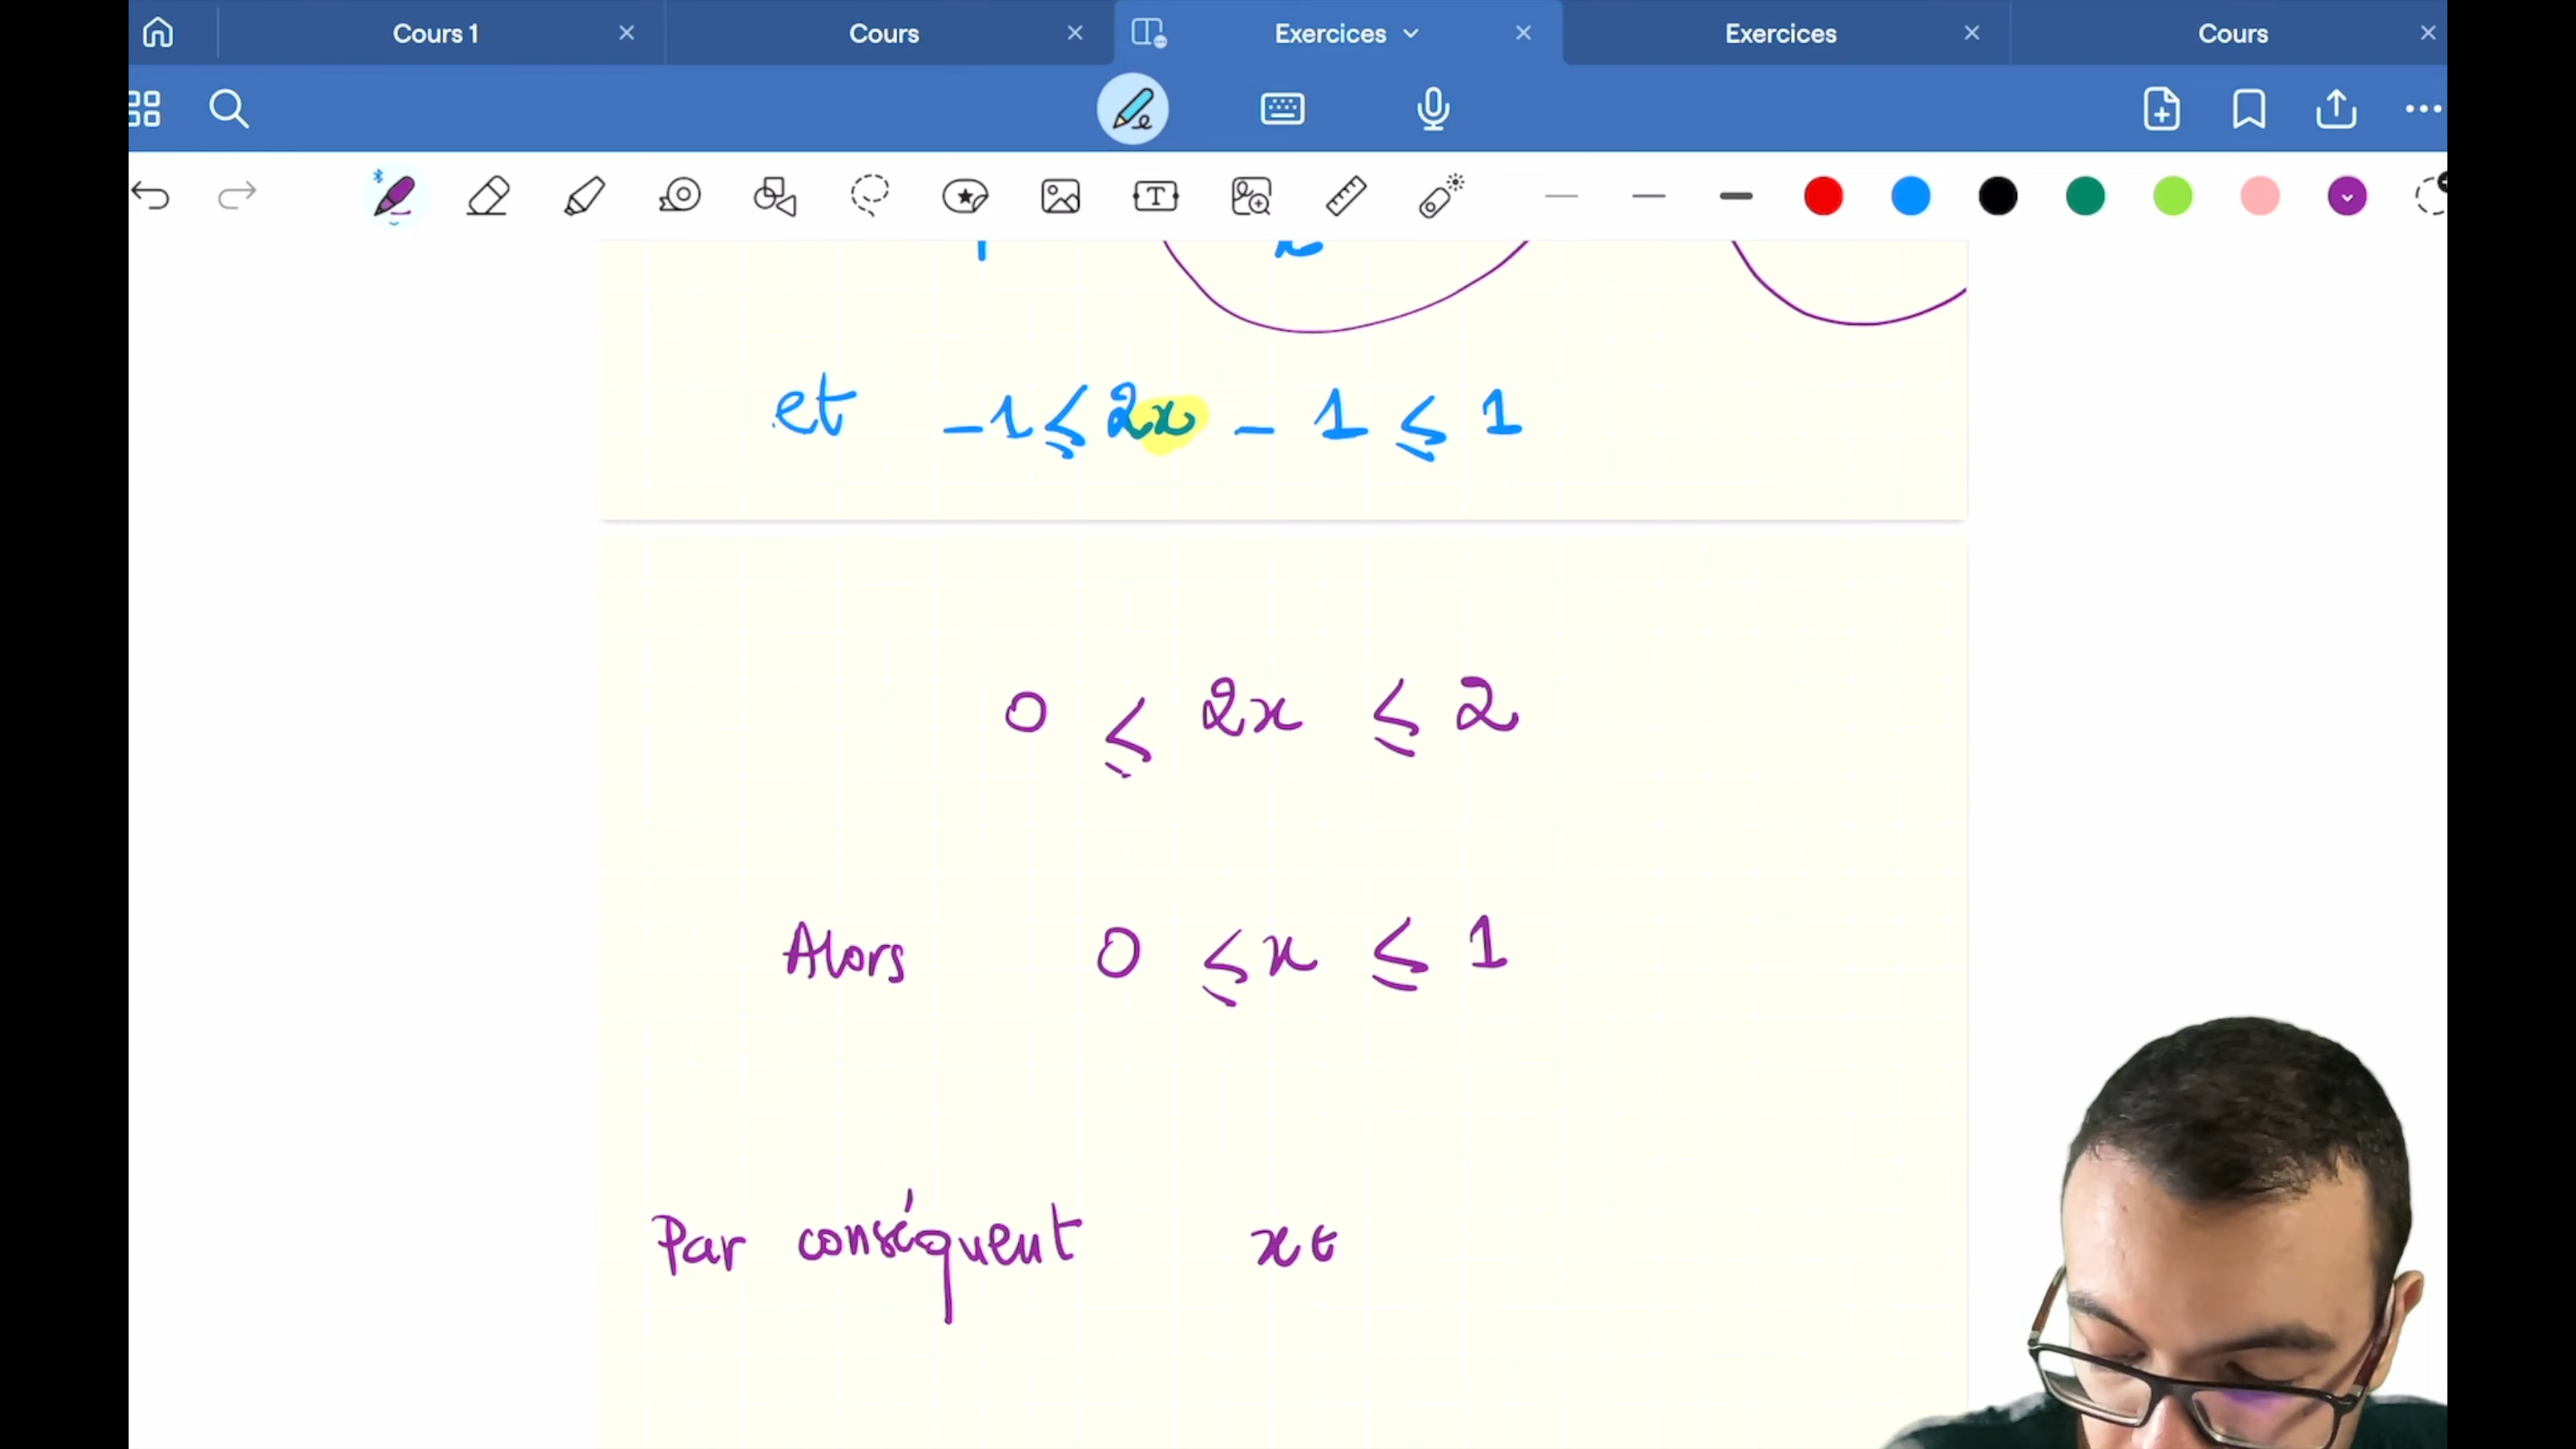 Cours 1 Cours Exercices Exercices Cours
et -1 ≤ 2x - 1 ≤ 1
0 ≤ 2x ≤ 2
Alors 0 ≤ x ≤ 1
Par conséquent x ∈